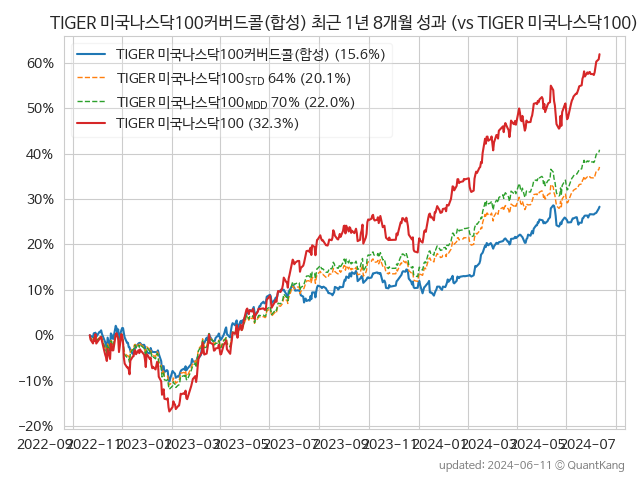 TIGER 미국나스닥100커버드콜(합성) 최근 1년 8개월 성과 (vs TIGER 미국나스닥100)
TIGER 미국나스닥100커버드콜(합성) (15.6%)
TIGER 미국나스닥100STD 64% (20.1%)
TIGER 미국나스닥100MDD 70% (22.0%)
TIGER 미국나스닥100 (32.3%)
60%
50%
40%
30%
20%
10%
0%
−10%
−20%
2022-09 2022-11 2023-01 2023-03 2023-05 2023-07 2023-09 2023-11 2024-01 2024-03 2024-05 2024-07
updated: 2024-06-11 © QuantKang